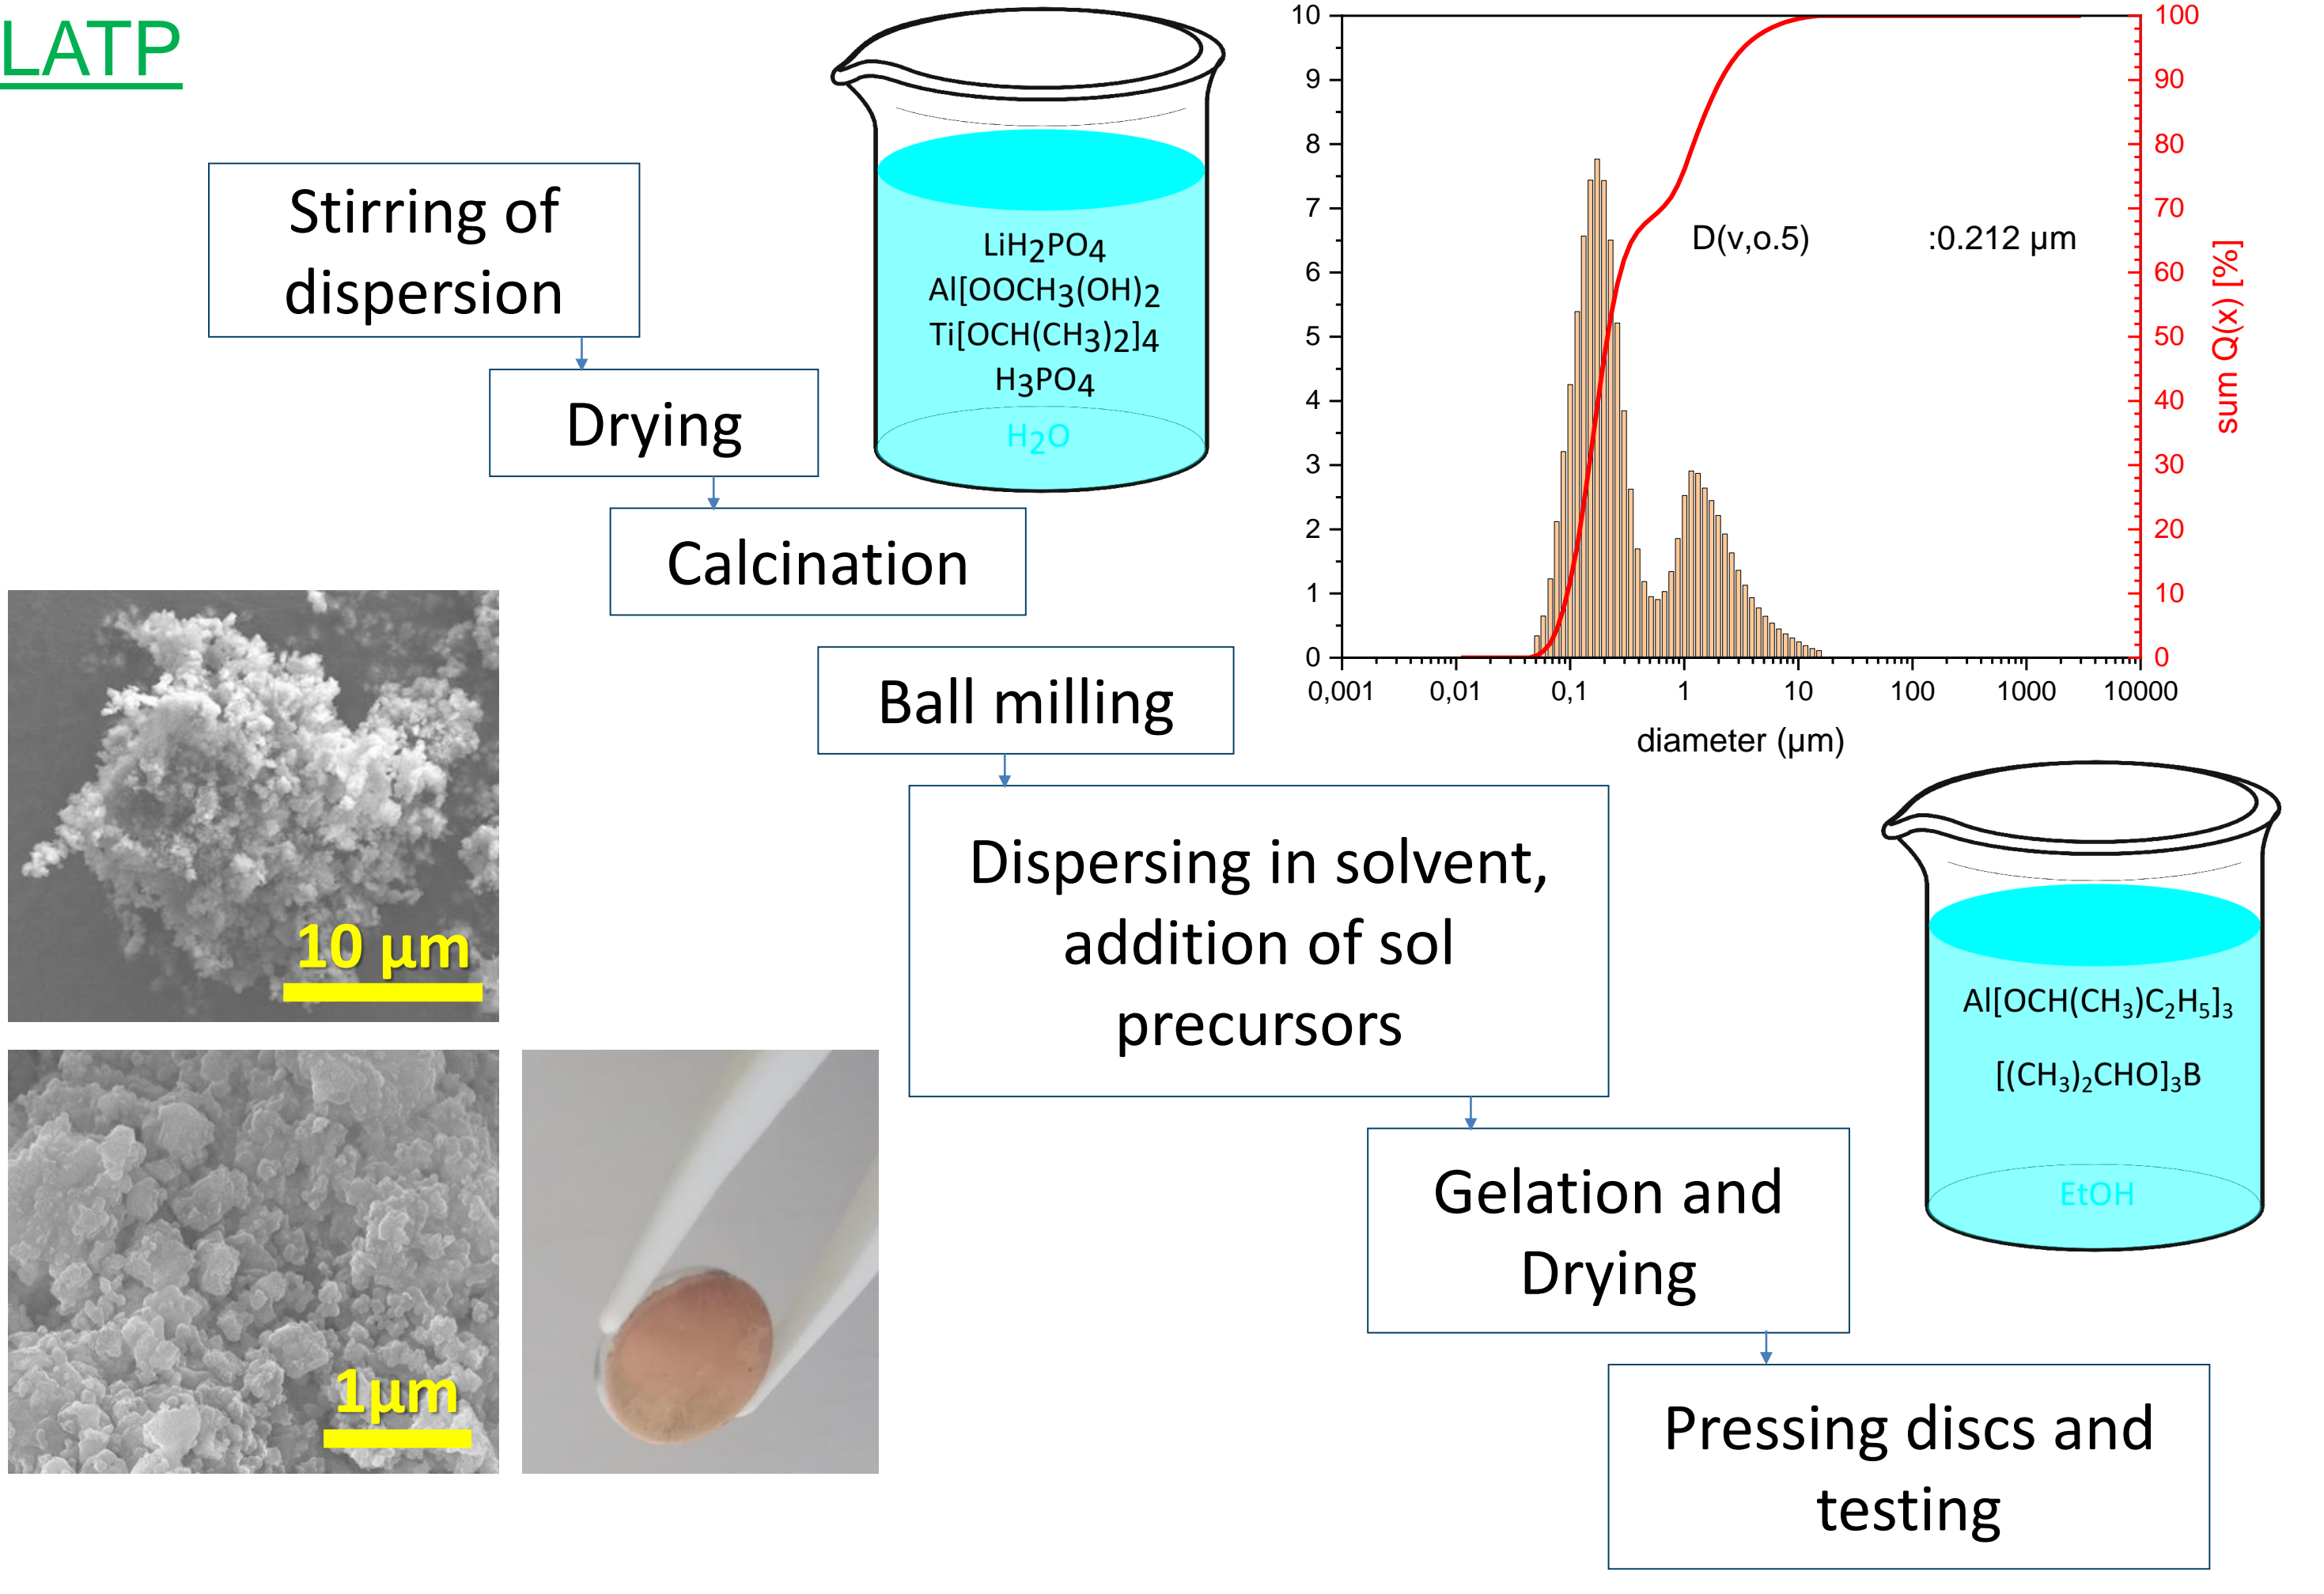 LATP
Stirring of
dispersion
Drying
Calcination
Ball milling
Dispersing in solvent,
addition of sol
precursors
Gelation and
Drying
Pressing discs and
testing
LiH2PO4
Al[OOCH3(OH)2
Ti[OCH(CH3)2]4
H3PO4
H2O
10
9
8
7
6
5
4
3
2
1
0
100
90
80
70
60
50
40
30
20
10
0
sum Q(x) [%]
D(v,o.5) :0.212 µm
0,001 0,01 0,1 1 10 100 1000 10000
diameter (µm)
10 µm
1µm
Al[OCH(CH₃)C₂H₅]₃
[(CH₃)₂CHO]₃B
EtOH